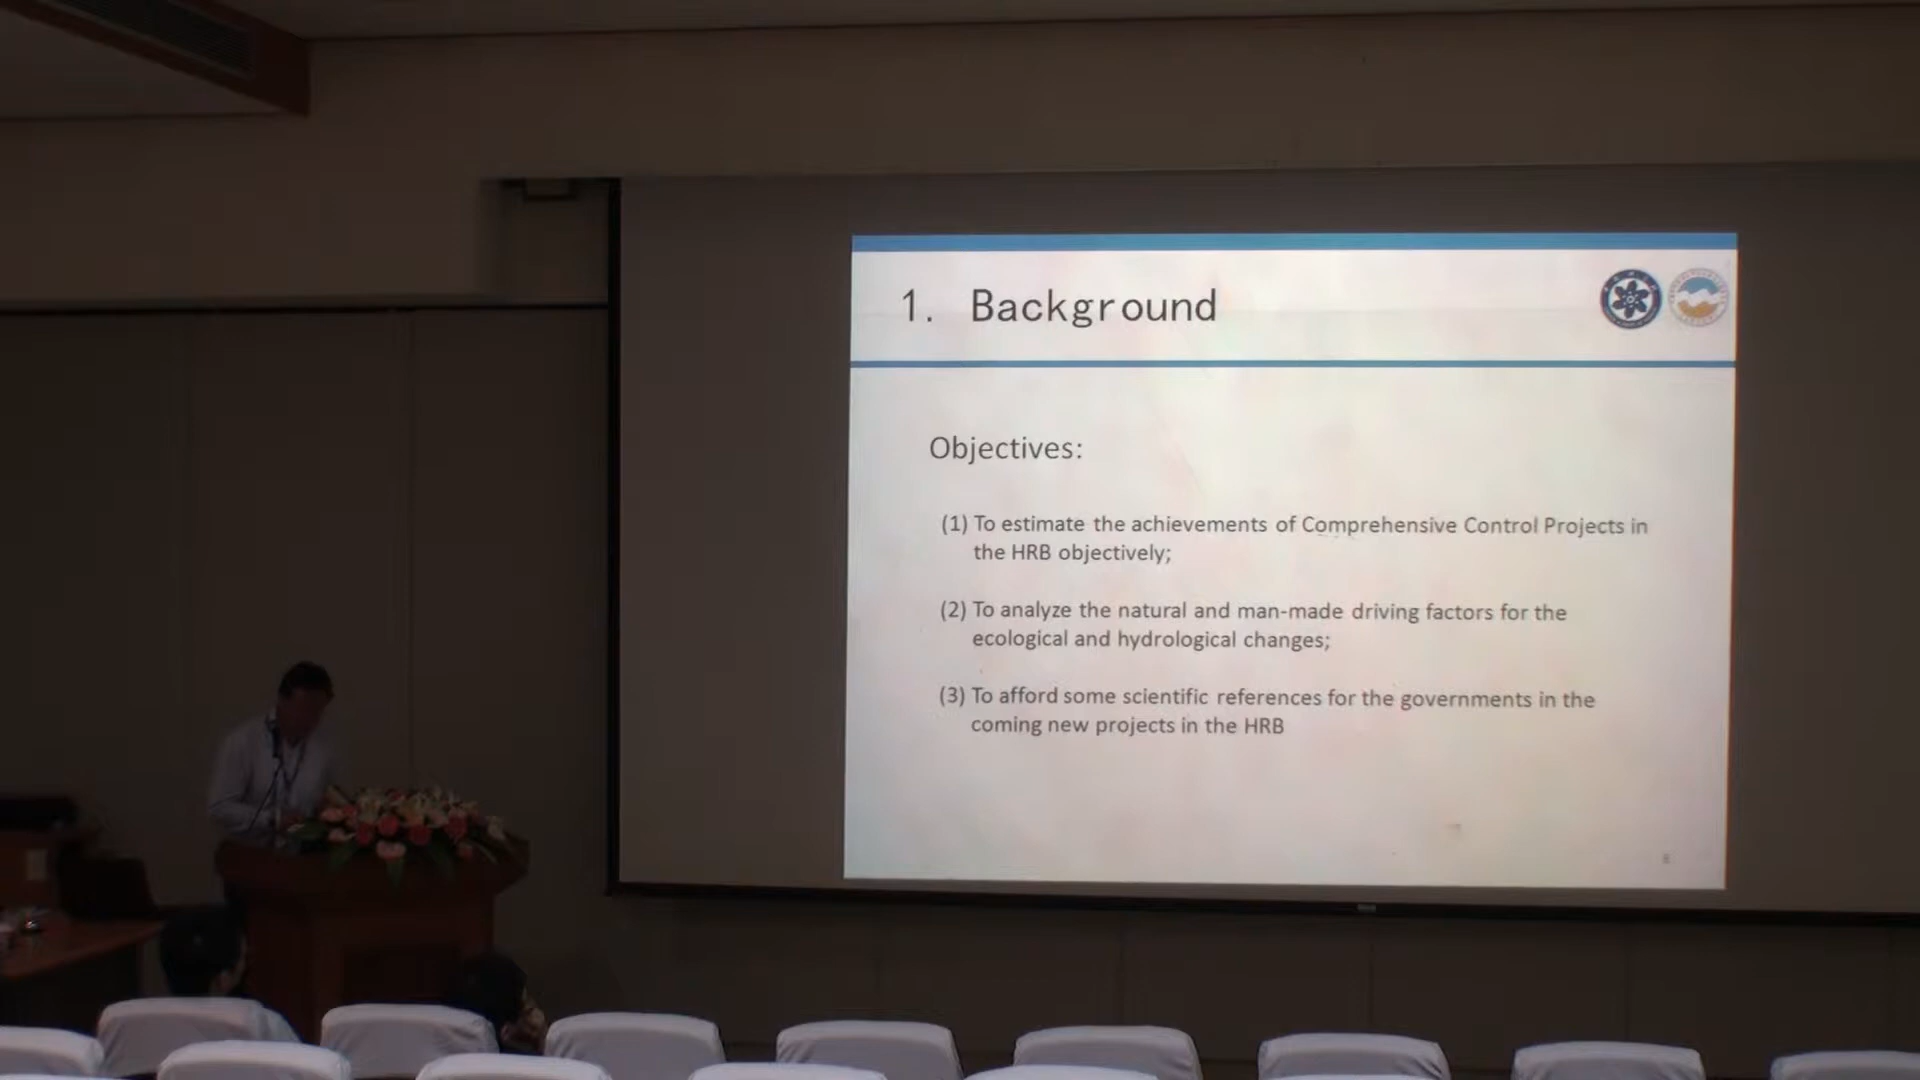 1. Background
Objectives:
(1) To estimate the achievements of Comprehensive Control Projects in
the HRB objectively;
(2) To analyze the natural and man-made driving factors for the
ecological and hydrological changes;
(3) To afford some scientific references for the governments in the
coming new projects in the HRB